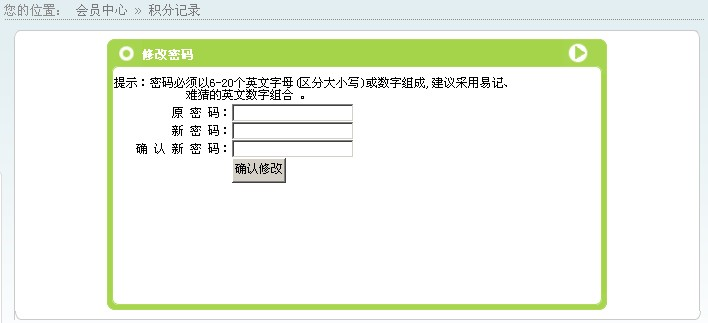 您的位置： 会员中心 » 积分记录
修改密码
提示：密码必须以6-20个英文字母(区分大小写)或数字组成,建议采用易记、
难猜的英文数字组合 。
原 密 码：
新 密 码：
确 认 新 密 码：
确认修改